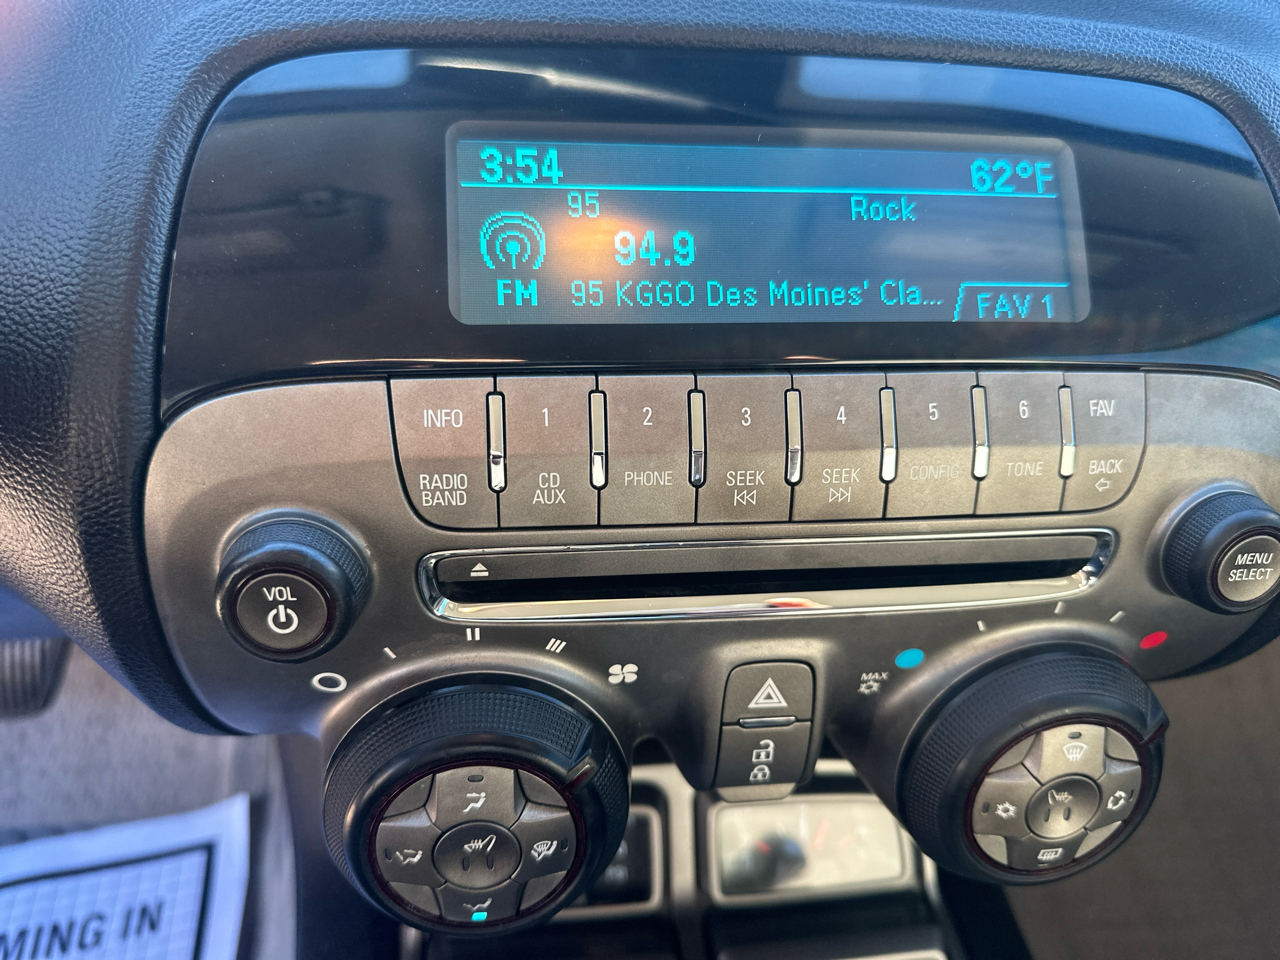 3:54 62°F
95 Rock
94.9
FM 95 KGGO Des Moines' Cla... FAV 1
INFO 1 2 3 4 5 6 FAV
RADIO BAND CD AUX PHONE SEEK SEEK CONFIG TONE BACK
VOL
MENU SELECT
MAX
MING IN